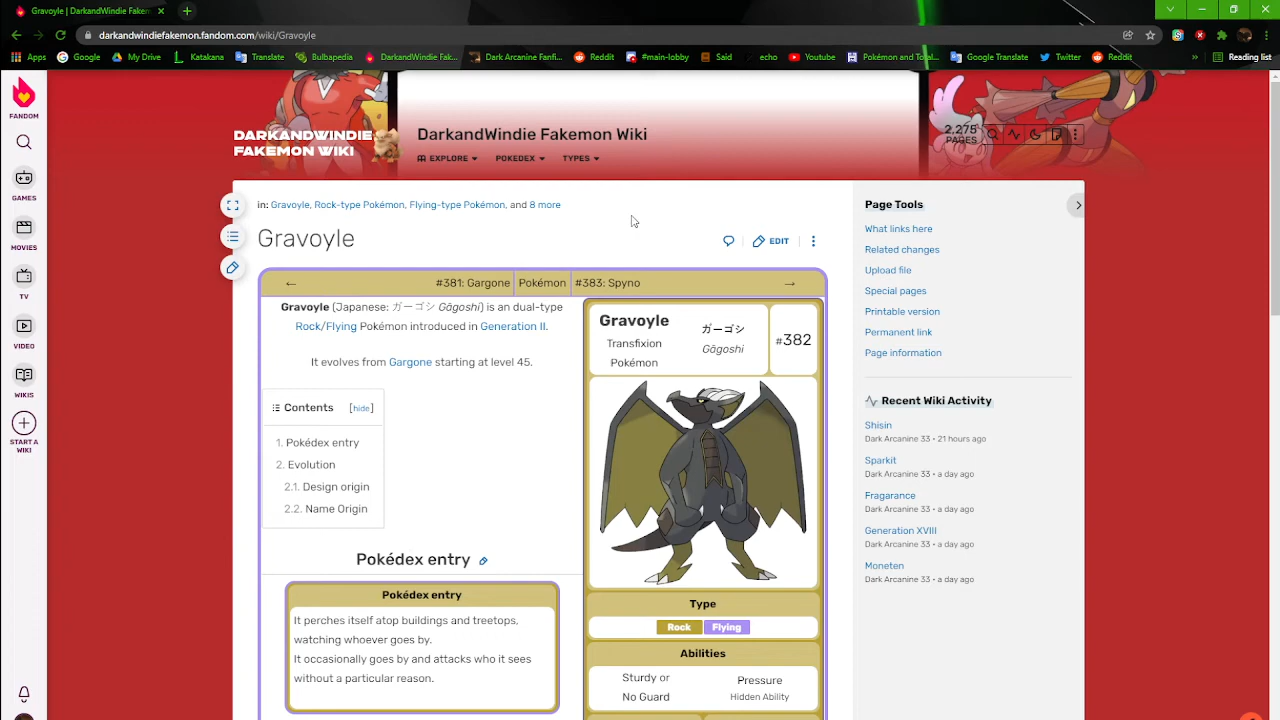 Gravoyle | DarkandWindie Fakemon
darkandwindiefakemon.fandom.com/wiki/Gravoyle
Apps Google My Drive Katakana Translate Bulbapedia DarkandWindie Fak... Dark Arcanine Fanfi... Reddit #main-lobby Said echo Youtube Pokémon and Total... Google Translate Twitter Reddit » Reading list
FANDOM
GAMES
MOVIES
TV
VIDEO
WIKIS
START A
WIKI
DARKANDWINDIE
FAKEMON WIKI
DarkandWindie Fakemon Wiki
EXPLORE POKEDEX TYPES
2,275
PAGES
in: Gravoyle, Rock-type Pokémon, Flying-type Pokémon, and 8 more
Gravoyle
EDIT
← #381: Gargone Pokémon #383: Spyno →
Gravoyle (Japanese: ガーゴシ Gāgoshi) is an dual-type
Rock/Flying Pokémon introduced in Generation II.
It evolves from Gargone starting at level 45.
Contents [hide]
1. Pokédex entry
2. Evolution
2.1. Design origin
2.2. Name Origin
Pokédex entry
Pokédex entry
It perches itself atop buildings and treetops,
watching whoever goes by.
It occasionally goes by and attacks who it sees
without a particular reason.
Gravoyle
Transfixion
Pokémon
ガーゴシ
Gāgoshi
#382
Type
Rock Flying
Abilities
Sturdy or
No Guard
Pressure
Hidden Ability
Page Tools
What links here
Related changes
Upload file
Special pages
Printable version
Permanent link
Page information
Recent Wiki Activity
Shisin
Dark Arcanine 33 • 21 hours ago
Sparkit
Dark Arcanine 33 • a day ago
Fragarance
Dark Arcanine 33 • a day ago
Generation XVIII
Dark Arcanine 33 • a day ago
Moneten
Dark Arcanine 33 • a day ago